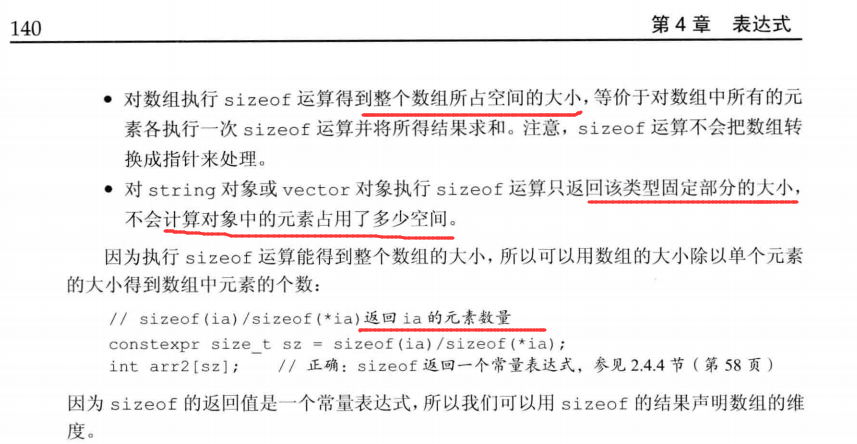 140
第 4 章 表达式
• 对数组执行 sizeof 运算得到整个数组所占空间的大小，等价于对数组中所有的元
素各执行一次 sizeof 运算并将所得结果求和。注意，sizeof 运算不会把数组转
换成指针来处理。
• 对 string 对象或 vector 对象执行 sizeof 运算只返回该类型固定部分的大小，
不会计算对象中的元素占用了多少空间。
因为执行 sizeof 运算能得到整个数组的大小，所以可以用数组的大小除以单个元素
的大小得到数组中元素的个数：
// sizeof(ia)/sizeof(*ia)返回 ia 的元素数量
constexpr size_t sz = sizeof(ia)/sizeof(*ia);
int arr2[sz]; // 正确：sizeof 返回一个常量表达式，参见 2.4.4 节（第 58 页）
因为 sizeof 的返回值是一个常量表达式，所以我们可以用 sizeof 的结果声明数组的维
度。